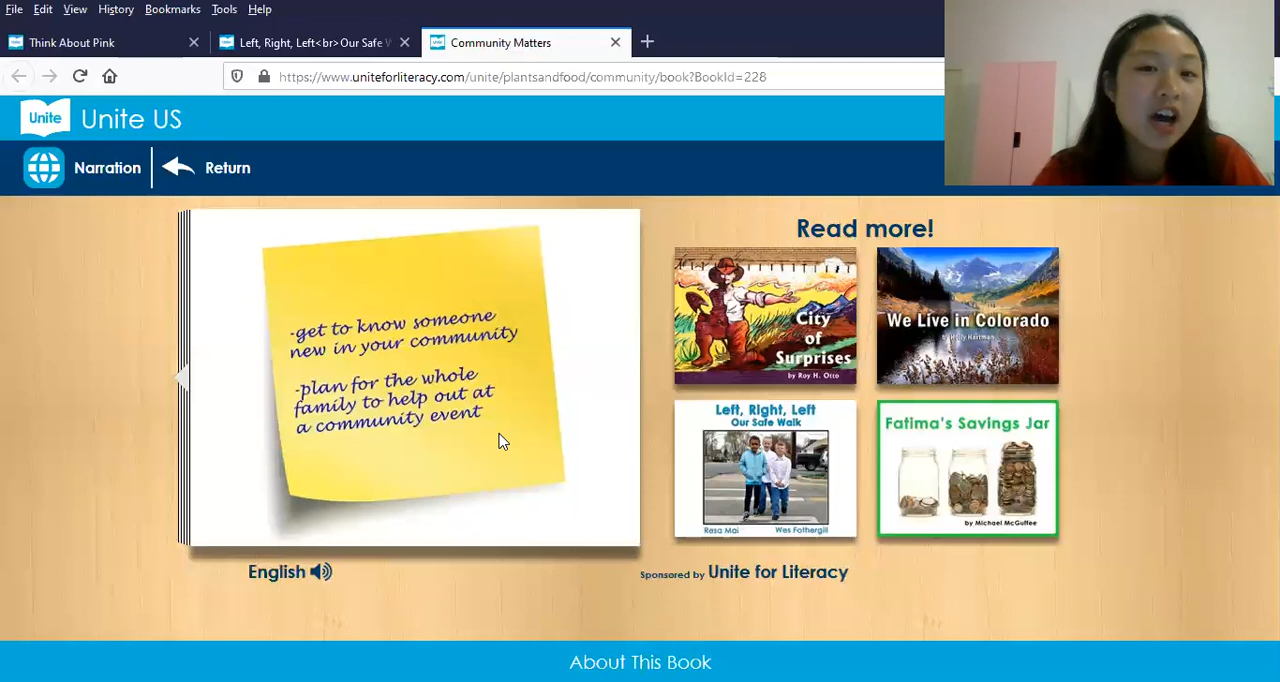 File Edit View History Bookmarks Tools Help
Think About Pink
Left, Right, Left<br>Our Safe W
Community Matters
https://www.uniteforliteracy.com/unite/plantsandfood/community/book?BookId=228
Unite Unite US
Narration Return
-get to know someone
new in your community
-plan for the whole
family to help out at
a community event
Read more!
City
of
Surprises
by Roy H. Otto
We Live in Colorado
by Holly Hartman
Left, Right, Left
Our Safe Walk
Resa Mai Wes Fothergill
Fatima's Savings Jar
by Michael McGuffee
English
Sponsored by Unite for Literacy
About This Book